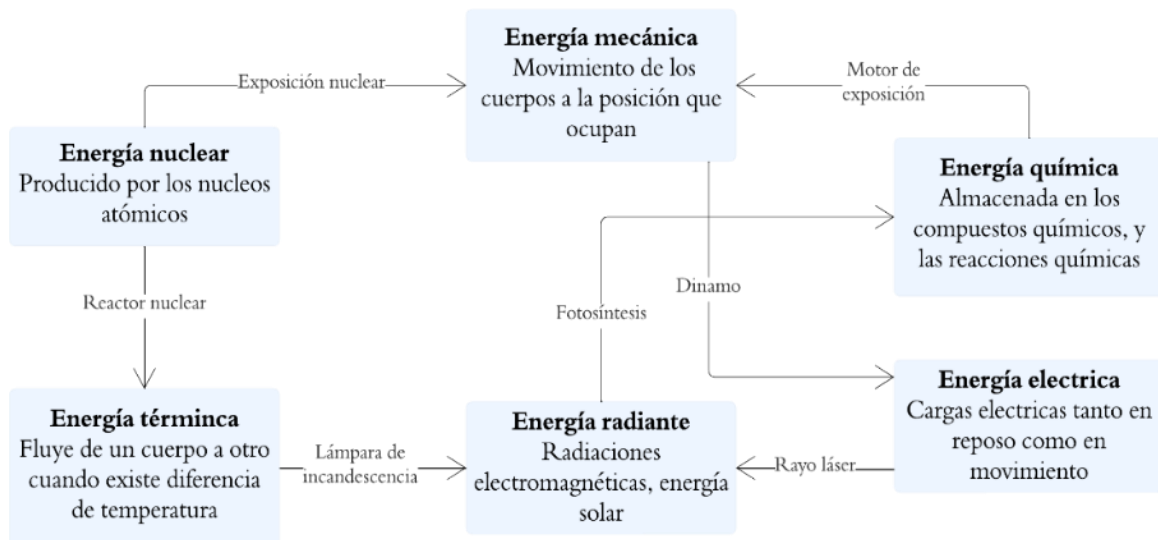 Energía mecánica
Movimiento de los
cuerpos a la posición que
ocupan
Exposición nuclear
Motor de
exposición
Energía nuclear
Producido por los nucleos
atómicos
Energía química
Almacenada en los
compuestos químicos, y
las reacciones químicas
Reactor nuclear
Fotosíntesis
Dinamo
Energía términca
Fluye de un cuerpo a otro
cuando existe diferencia
de temperatura
Lámpara de
incandescencia
Energía radiante
Radiaciones
electromagnéticas, energía
solar
Rayo láser
Energía electrica
Cargas electricas tanto en
reposo como en
movimiento